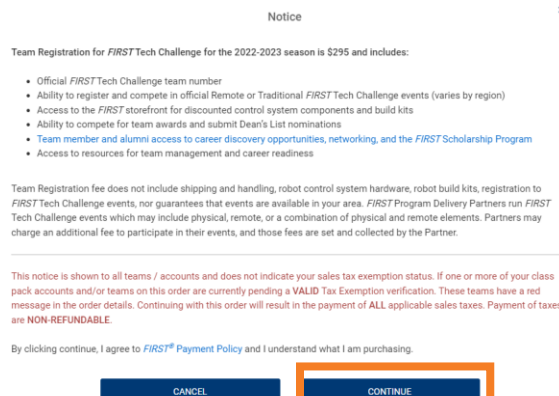 Notice
Team Registration for FIRST Tech Challenge for the 2022-2023 season is $295 and includes:
• Official FIRST Tech Challenge team number
• Ability to register and compete in official Remote or Traditional FIRST Tech Challenge events (varies by region)
• Access to the FIRST storefront for discounted control system components and build kits
• Ability to compete for team awards and submit Dean's List nominations
• Team member and alumni access to career discovery opportunities, networking, and the FIRST Scholarship Program
• Access to resources for team management and career readiness
Team Registration fee does not include shipping and handling, robot control system hardware, robot build kits, registration to
FIRST Tech Challenge events, nor guarantees that events are available in your area. FIRST Program Delivery Partners run FIRST
Tech Challenge events which may include physical, remote, or a combination of physical and remote elements. Partners may
charge an additional fee to participate in their events, and those fees are set and collected by the Partner.
This notice is shown to all teams / accounts and does not indicate your sales tax exemption status. If one or more of your class
pack accounts and/or teams on this order are currently pending a VALID Tax Exemption verification. These teams have a red
message in the order details. Continuing with this order will result in the payment of ALL applicable sales taxes. Payment of taxes
are NON-REFUNDABLE.
By clicking continue, I agree to FIRST® Payment Policy and I understand what I am purchasing.
CANCEL CONTINUE